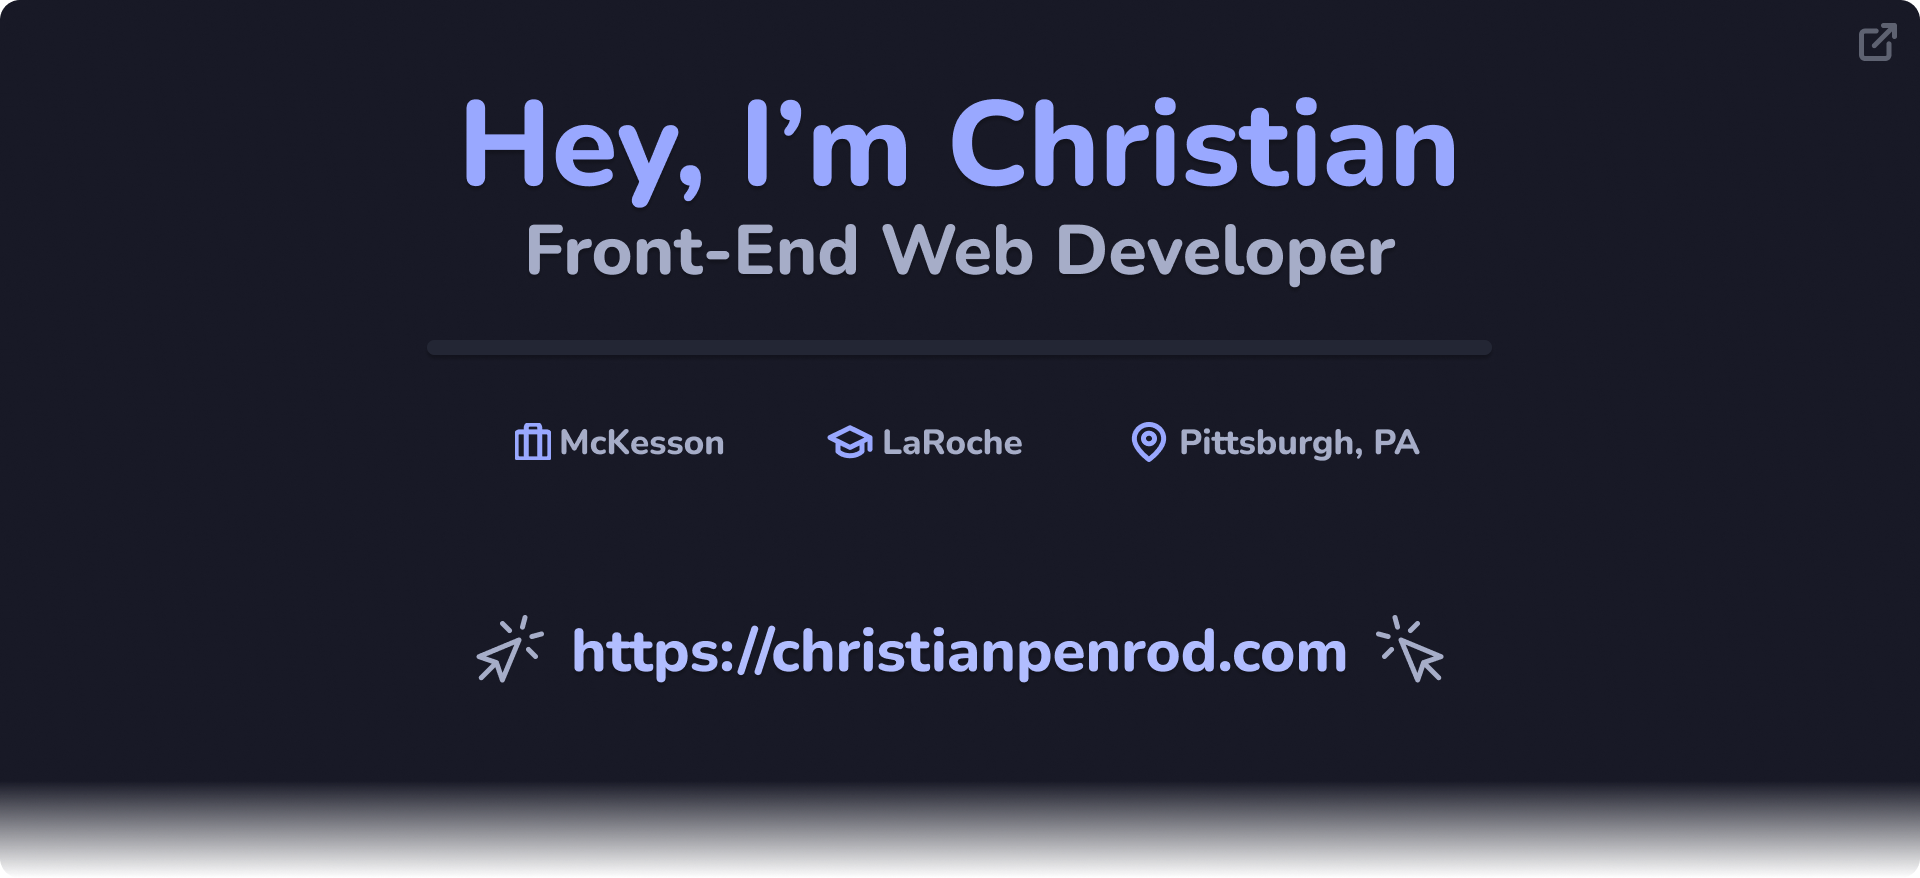 Hey, I’m Christian
Front-End Web Developer
McKesson LaRoche Pittsburgh, PA
https://christianpenrod.com